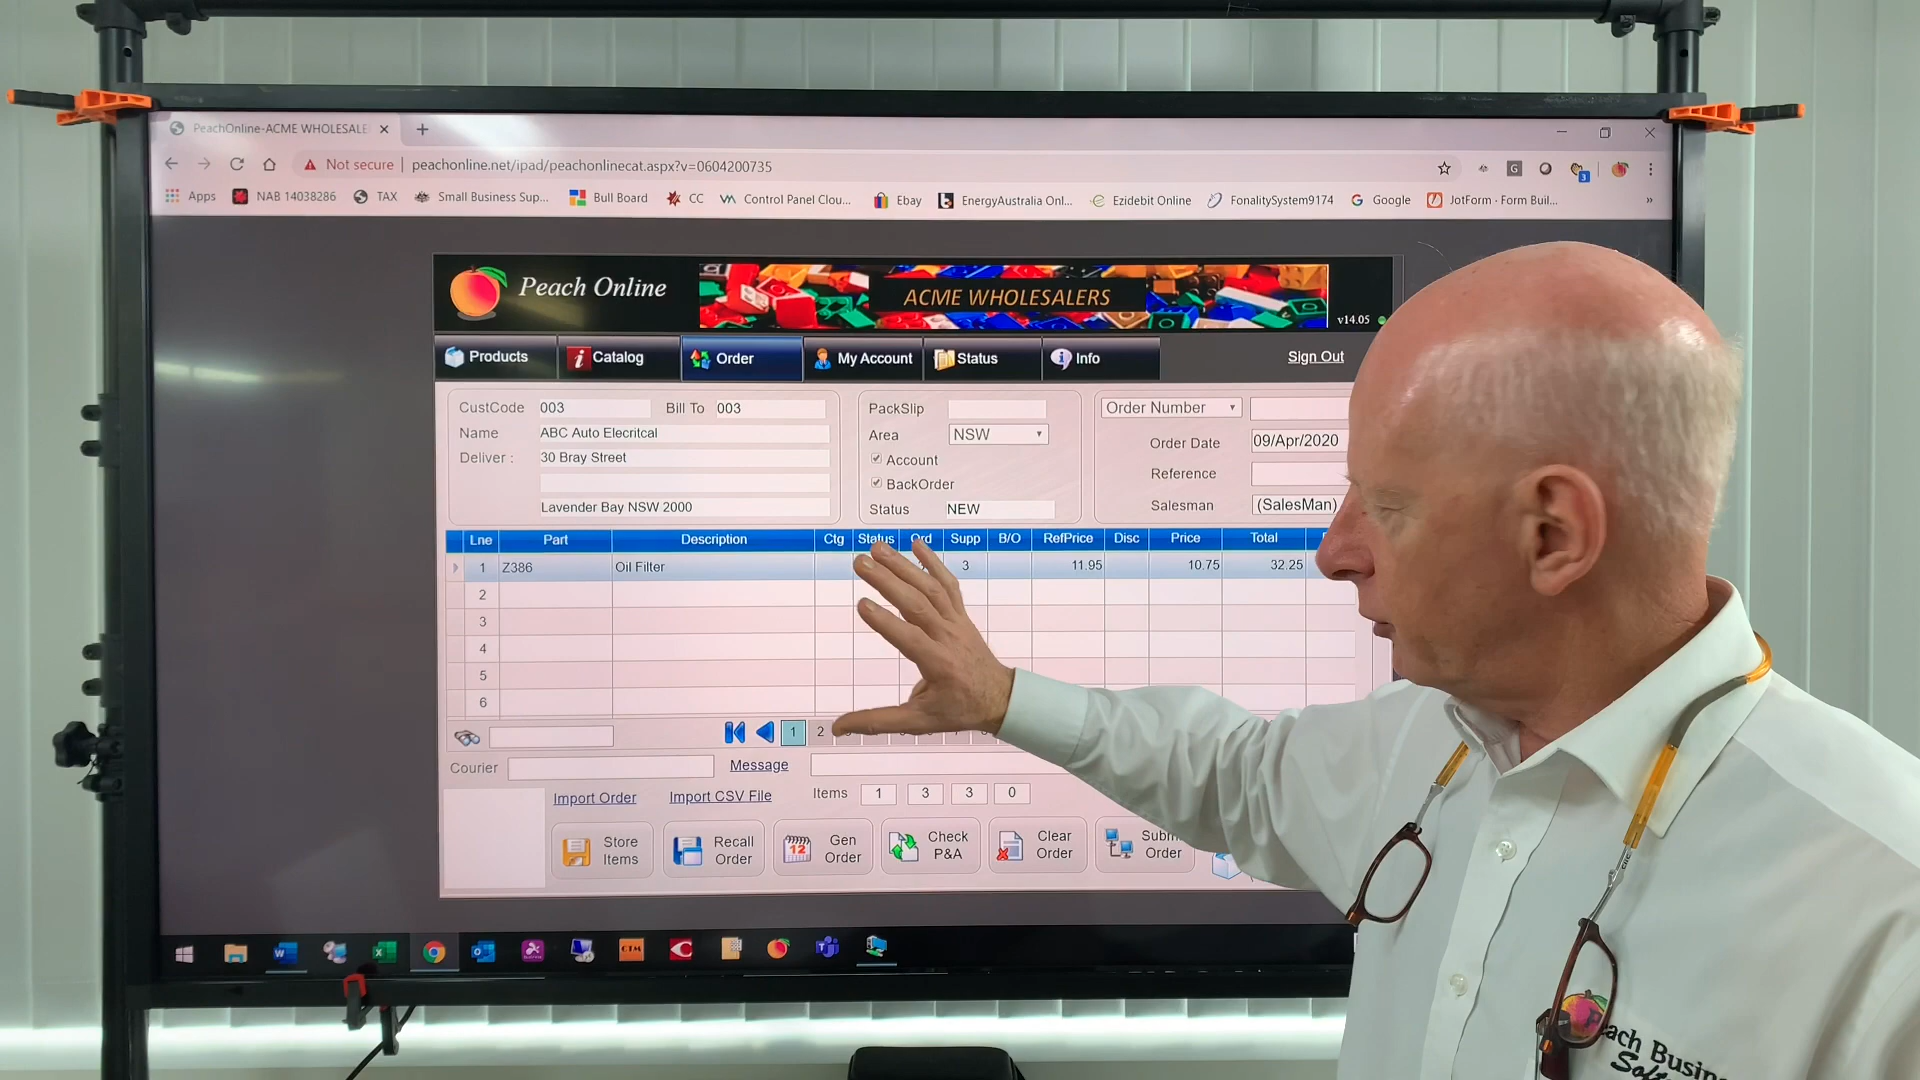 PeachOnline-ACME WHOLESALE
Not secure peachonline.net/ipad/peachonlinecat.aspx?v=0604200735
G 3
Apps NAB 14038286 TAX Small Business Sup... Bull Board CC Control Panel Clou... Ebay EnergyAustralia Onl... Ezidebit Online FonalitySystem9174 Google JotForm - Form Buil... »
Peach Online ACME WHOLESALERS v14.05
Products Catalog Order My Account Status Info Sign Out
CustCode 003 Bill To 003 PackSlip Order Number
Name ABC Auto Elecritcal Area NSW Order Date 09/Apr/2020
Deliver : 30 Bray Street Account Reference
BackOrder
Lavender Bay NSW 2000 Status NEW Salesman (SalesMan)
Lne Part Description Ctg Status Ord Supp B/O RefPrice Disc Price Total
1 Z386 Oil Filter 3 11.95 10.75 32.25
2
3
4
5
6
1 2
Courier Message
Import Order Import CSV File Items 1 3 3 0
Store Items
Recall Order
12 Gen Order
Check P&A
Clear Order
Subm Order
CTM
Peach Busin
Soft